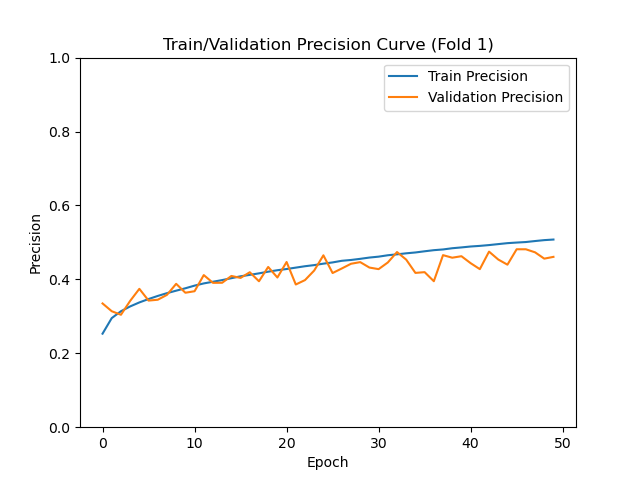 Train/Validation Precision Curve (Fold 1)
Train Precision
Validation Precision
Precision
1.0
0.8
0.6
0.4
0.2
0.0
0 10 20 30 40 50
Epoch